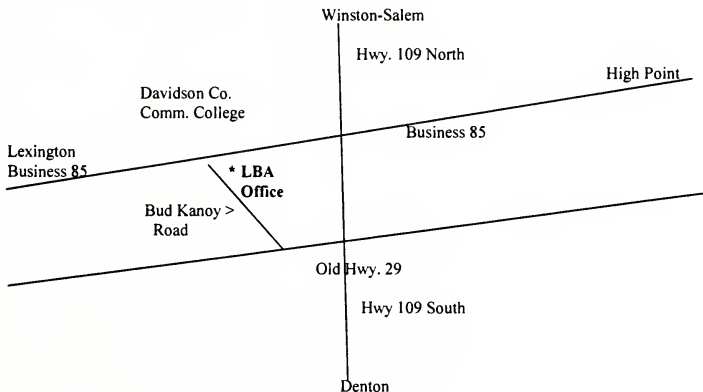 Winston-Salem
Hwy. 109 North
High Point
Davidson Co.
Comm. College
Business 85
Lexington
Business 85
* LBA
Office
Bud Kanoy >
Road
Old Hwy. 29
Hwy 109 South
Denton